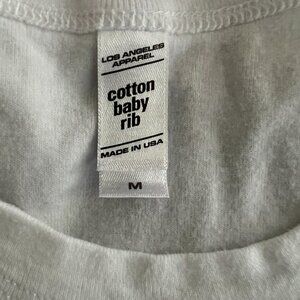 LOS ANGELES
APPAREL
cotton
baby
rib
MADE IN USA
M